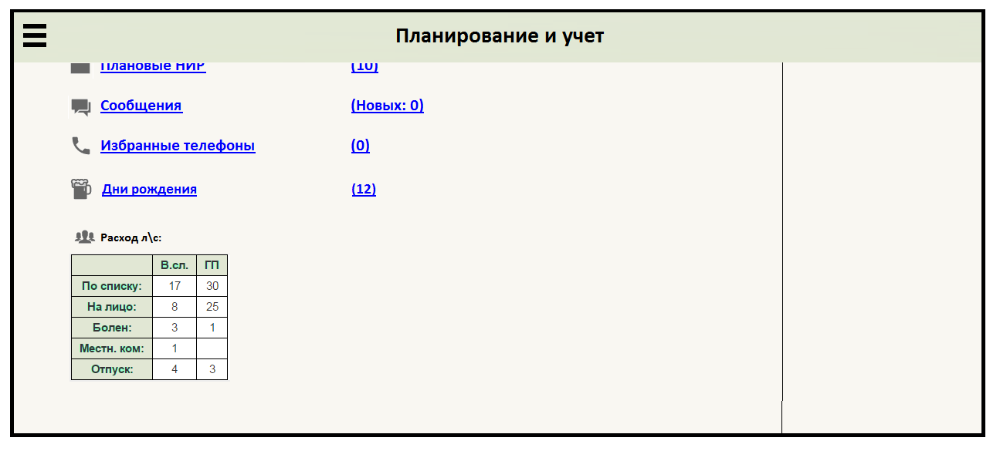 Планирование и учет
Плановые НИР (10)
Сообщения (Новых: 0)
Избранные телефоны (0)
Дни рождения (12)
Расход л\с:
В.сл. ГП
По списку: 17 30
На лицо: 8 25
Болен: 3 1
Местн. ком: 1
Отпуск: 4 3